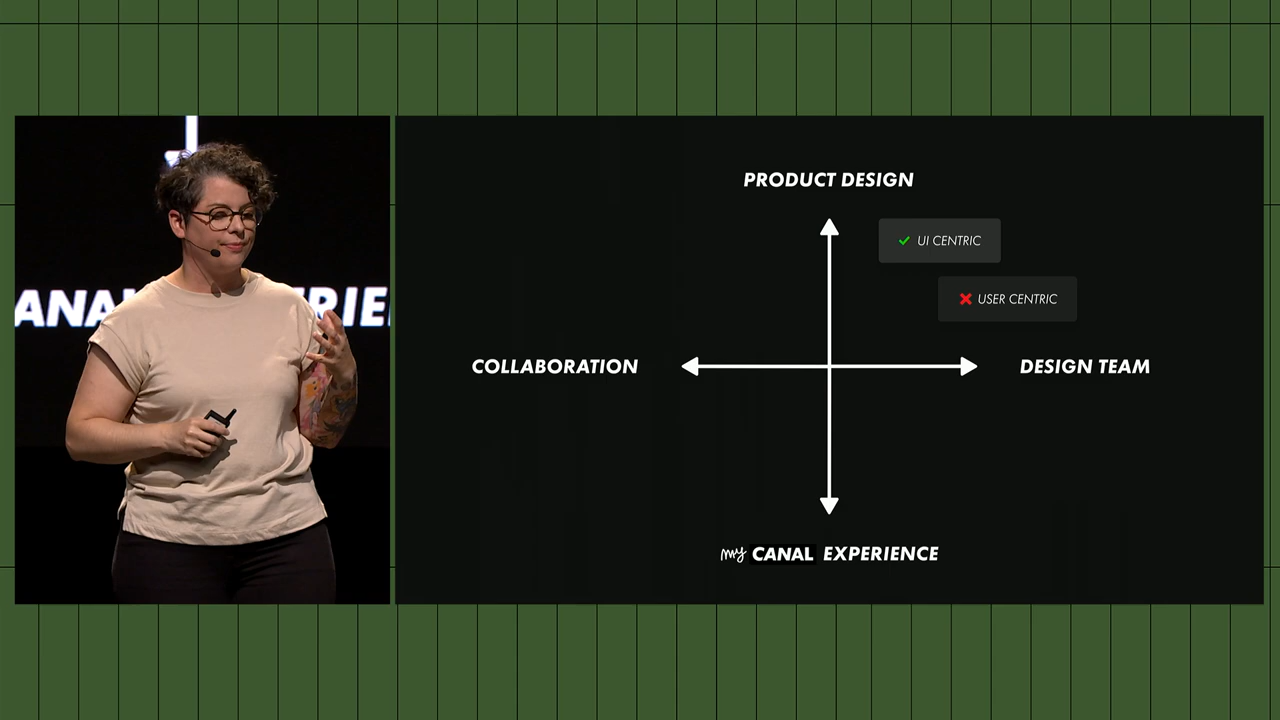 PRODUCT DESIGN
UI CENTRIC
USER CENTRIC
COLLABORATION
DESIGN TEAM
my CANAL EXPERIENCE